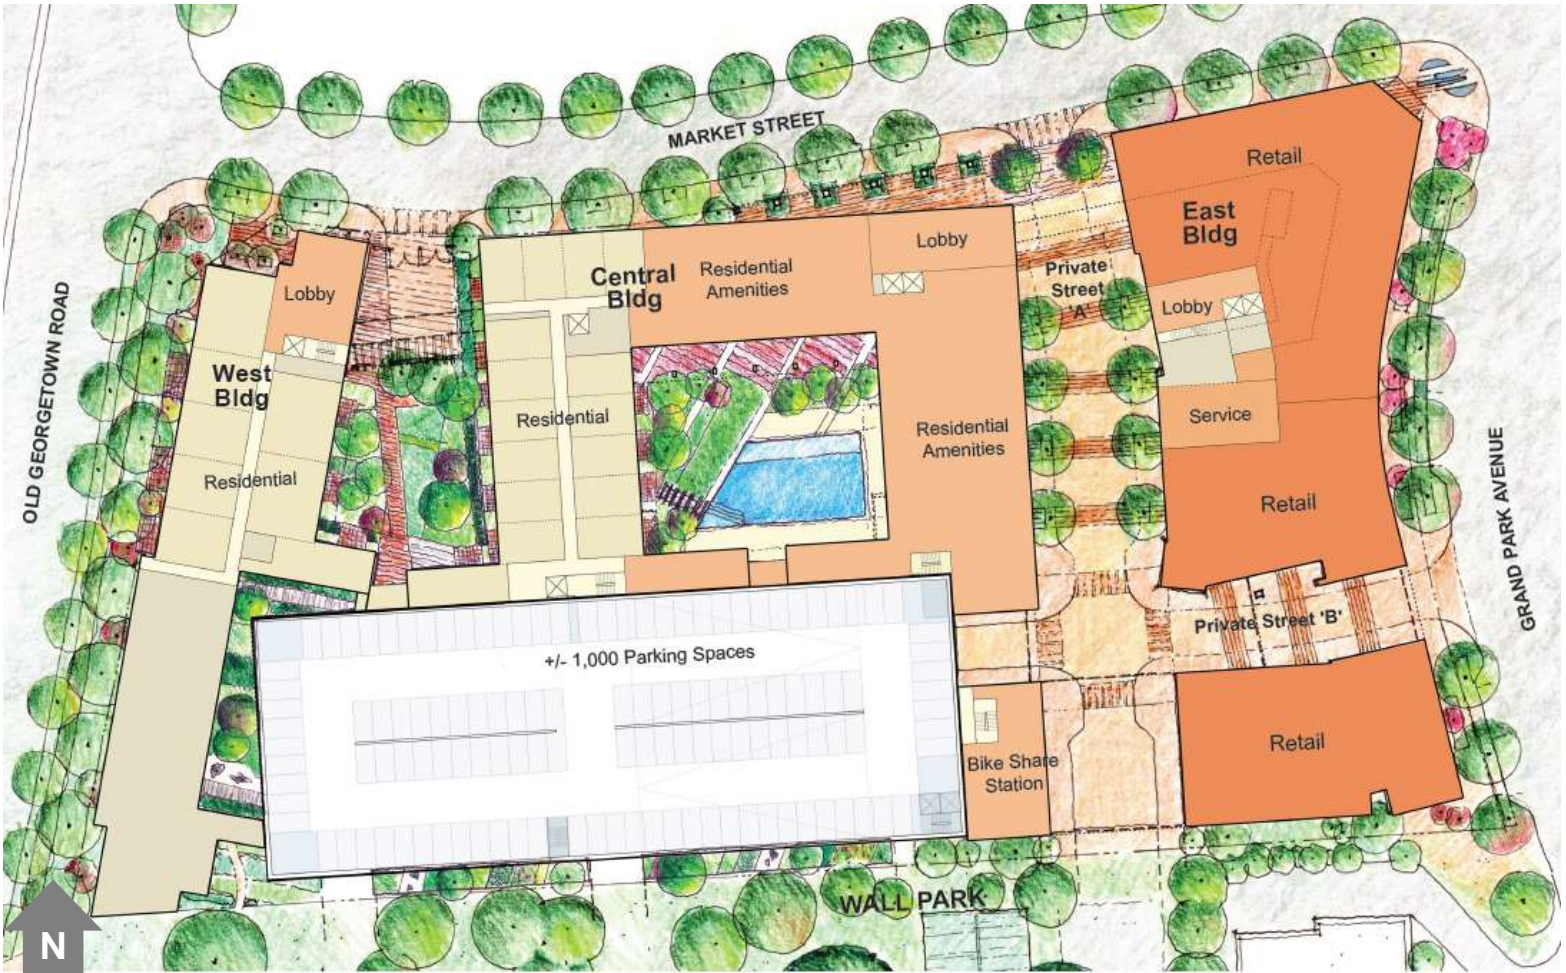 MARKET STREET
Retail
East
Bldg
Lobby
Central
Bldg
Residential
Amenities
Private
Street
'A'
Lobby
Lobby
OLD GEORGETOWN ROAD
West
Bldg
Residential
Residential
Residential
Amenities
Service
Retail
GRAND PARK AVENUE
Private Street 'B'
+/- 1,000 Parking Spaces
Bike Share
Station
Retail
WALL PARK
N